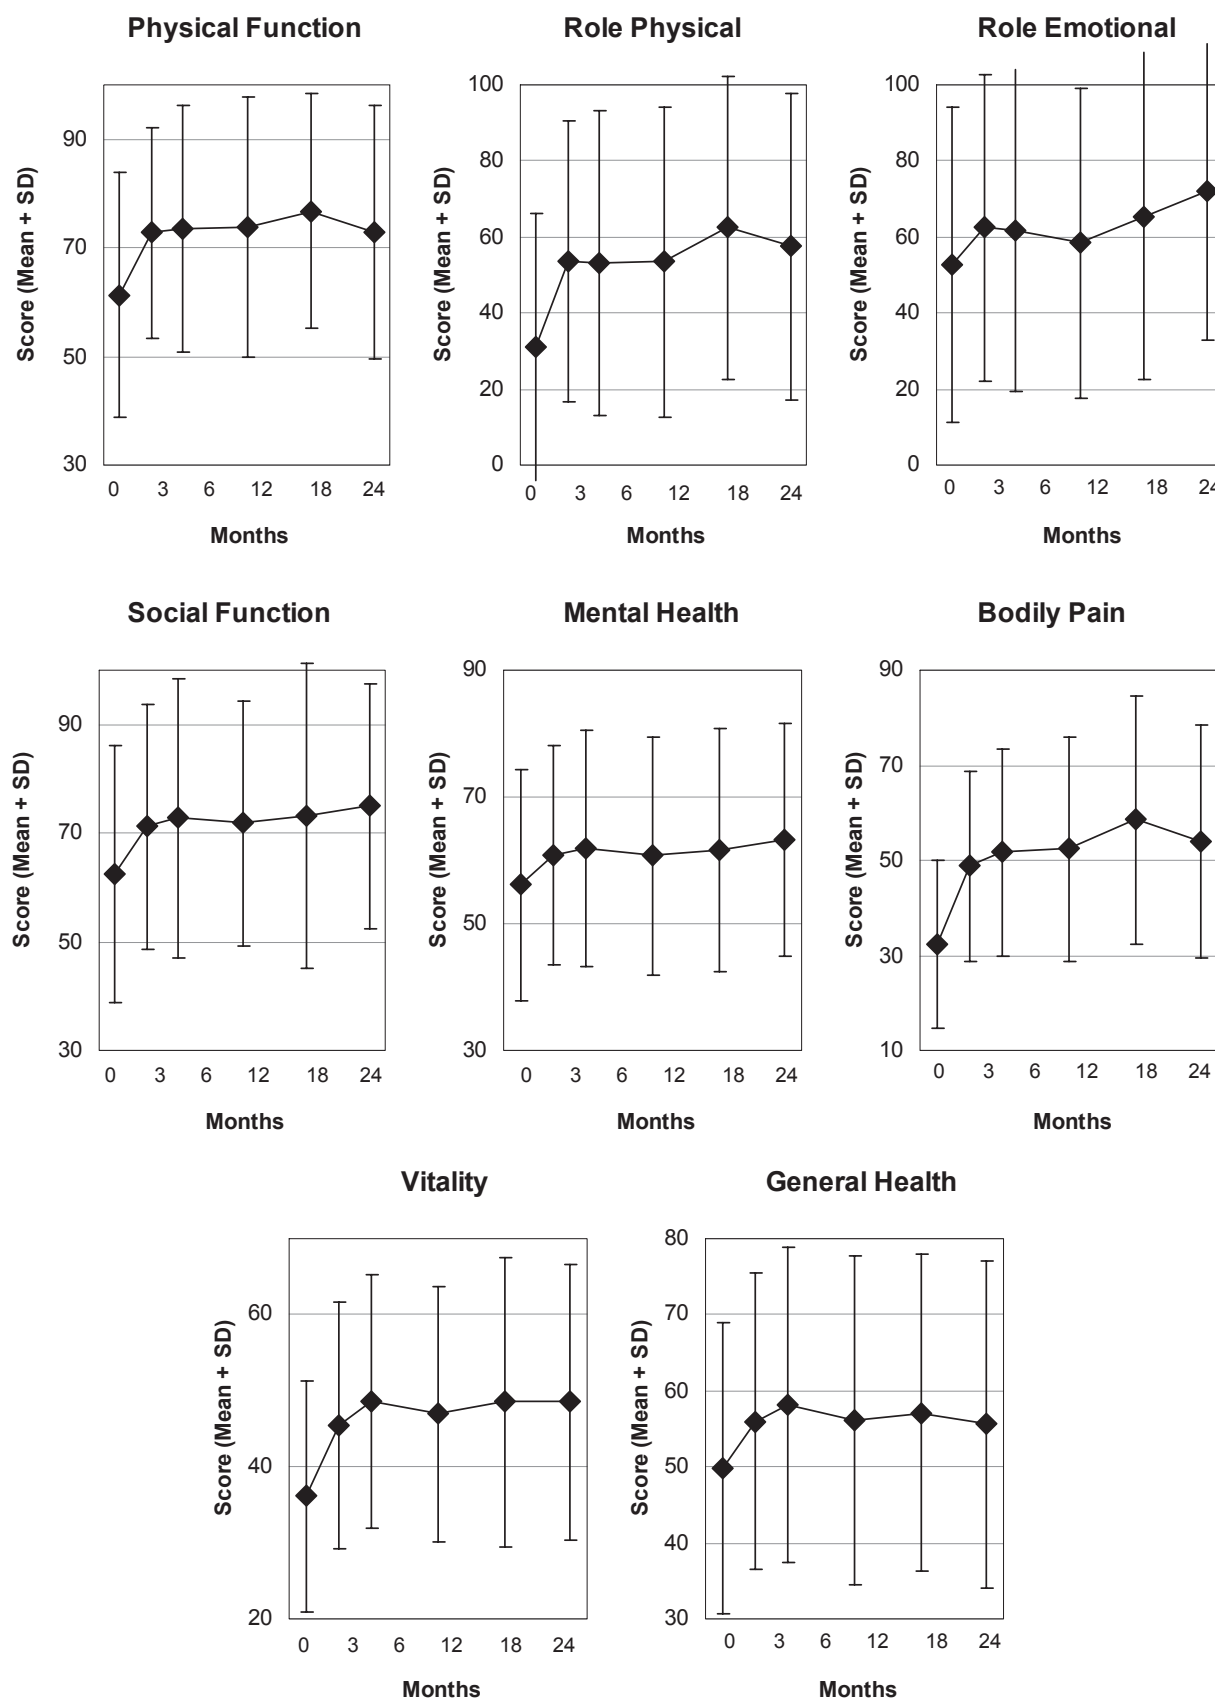 Physical Function
Role Physical
Role Emotional
Score (Mean + SD)
90
70
50
30
0 3 6 12 18 24
Months
Score (Mean + SD)
100
80
60
40
20
0
0 3 6 12 18 24
Months
Score (Mean + SD)
100
80
60
40
20
0
0 3 6 12 18 24
Months
Social Function
Mental Health
Bodily Pain
Score (Mean + SD)
90
70
50
30
0 3 6 12 18 24
Months
Score (Mean + SD)
90
70
50
30
0 3 6 12 18 24
Months
Score (Mean + SD)
90
70
50
30
10
0 3 6 12 18 24
Months
Vitality
General Health
Score (Mean + SD)
60
40
20
0 3 6 12 18 24
Months
Score (Mean + SD)
80
70
60
50
40
30
0 3 6 12 18 24
Months